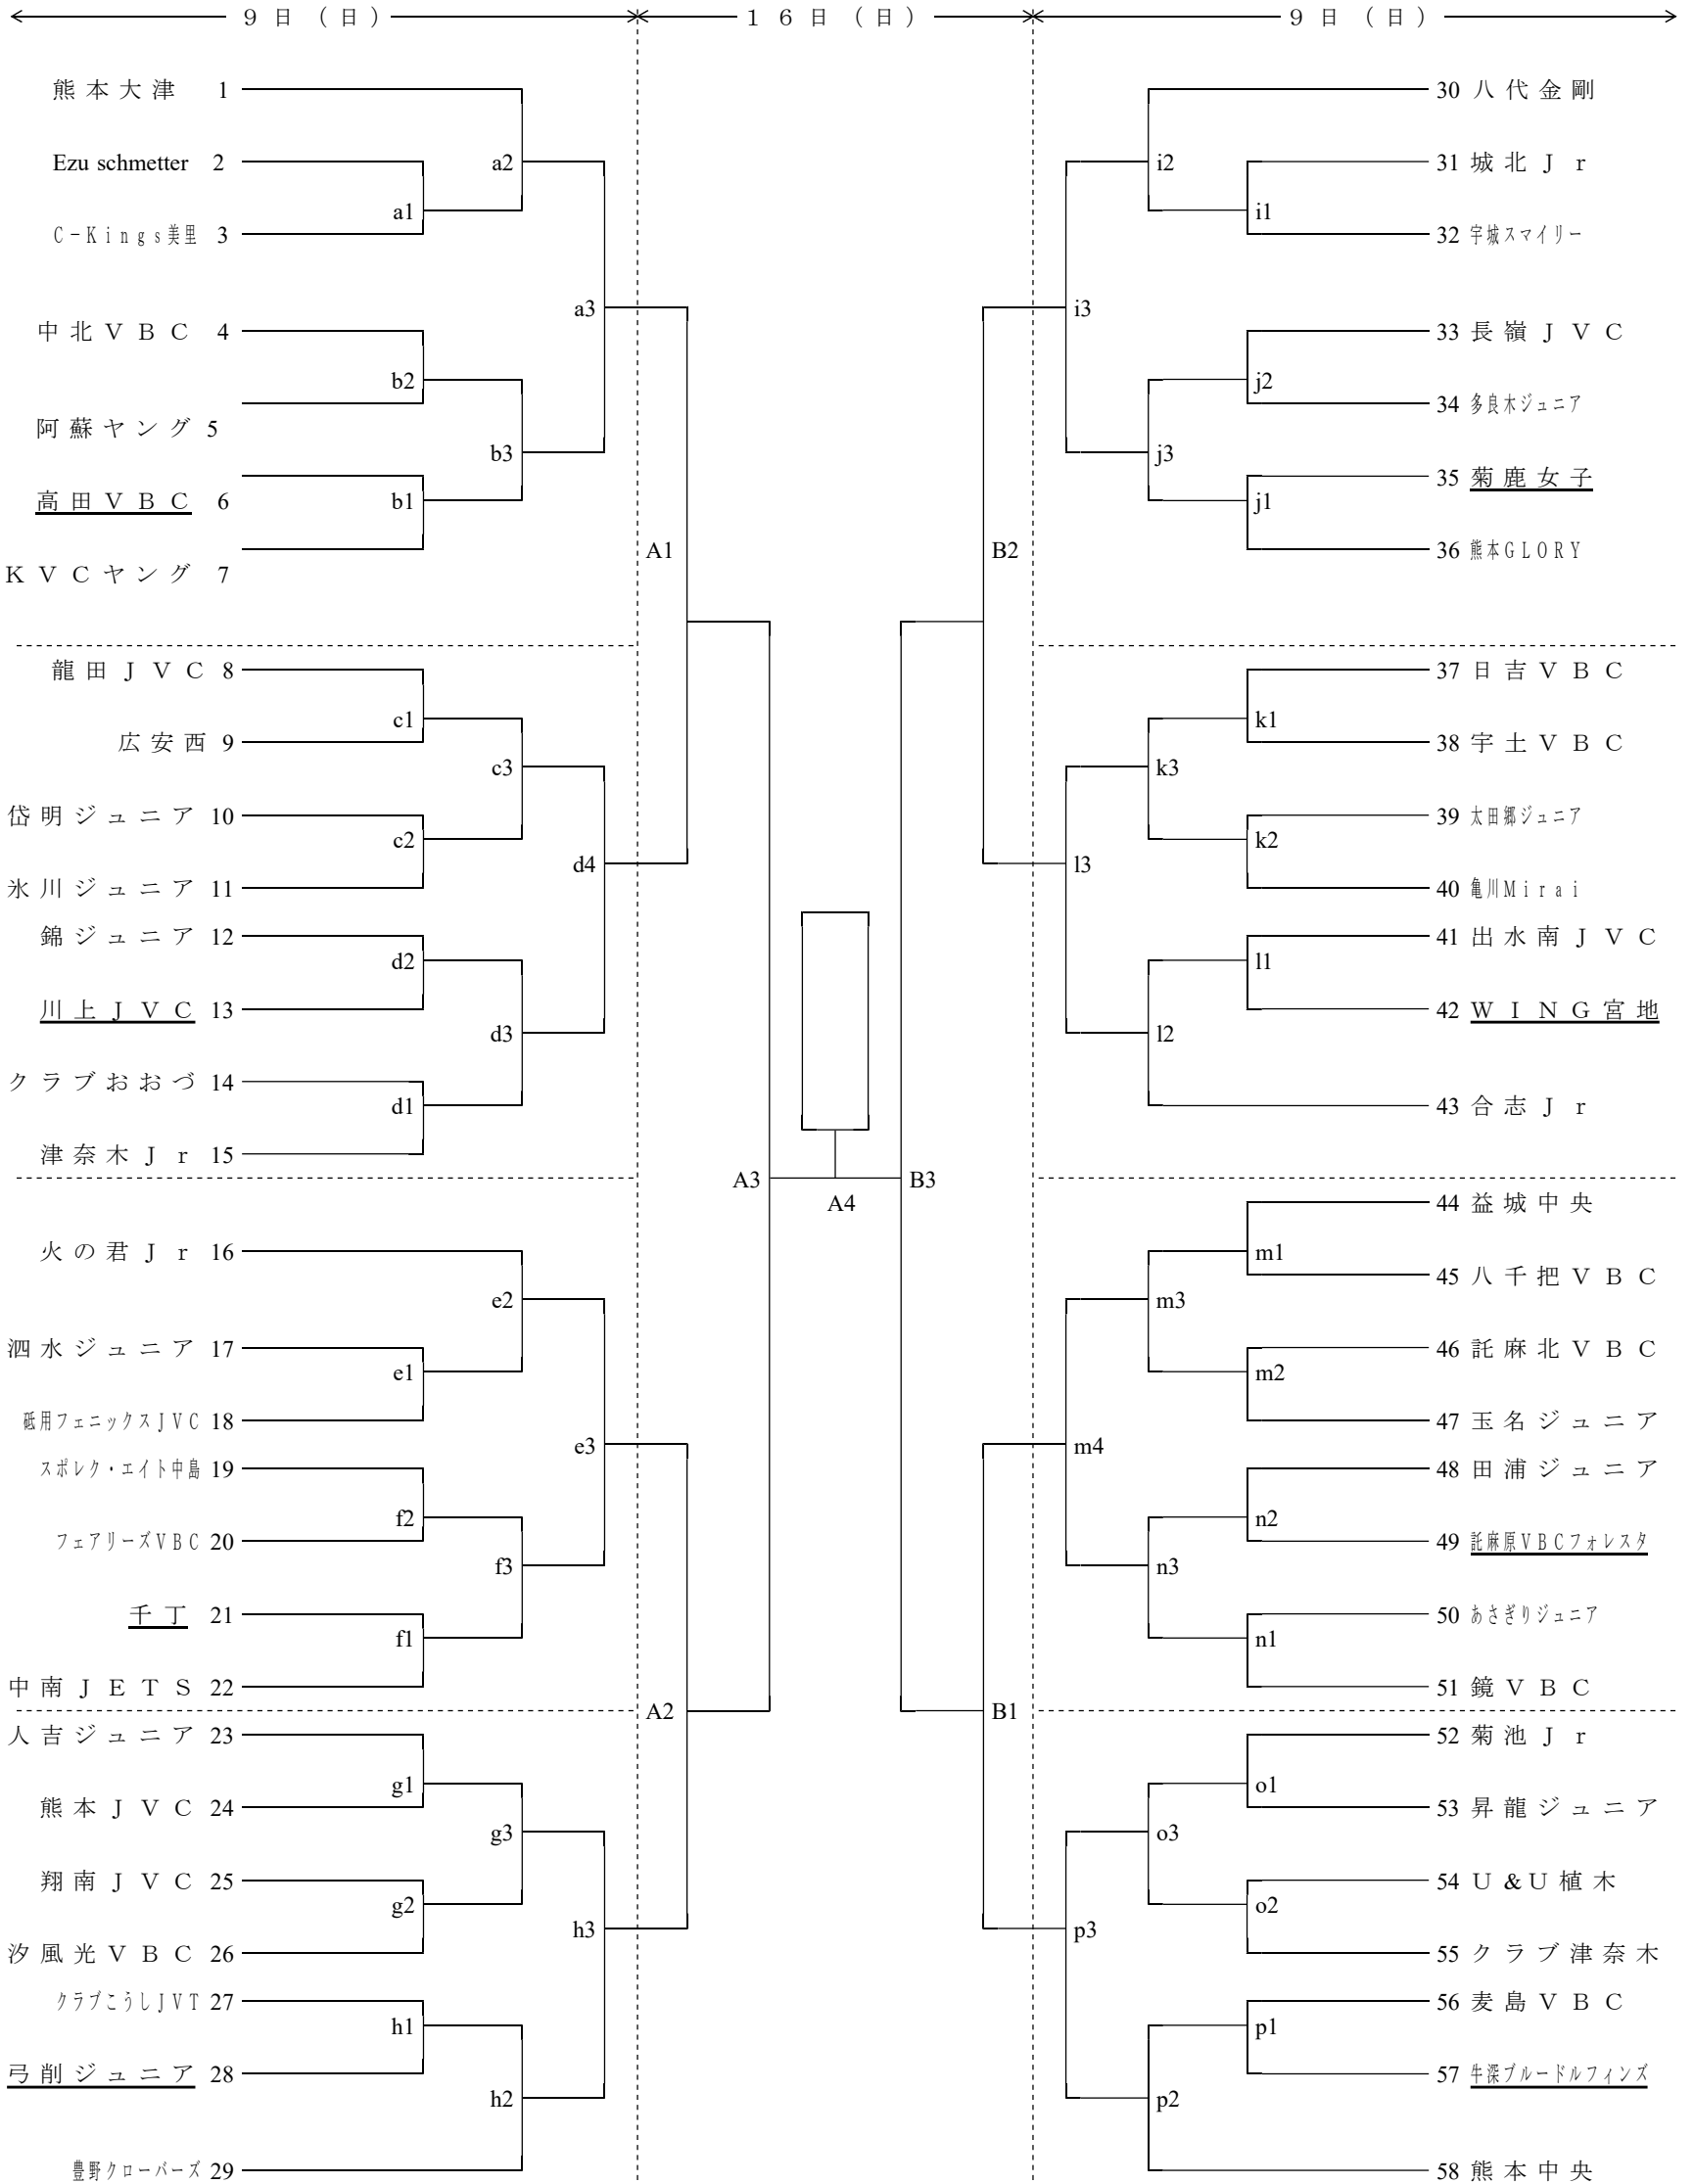 9日（日） 16日（日） 9日（日）
熊本大津 1
Ezu schmetter 2
a2
a1
C－Kings美里 3
a3
中北VBC 4
b2
阿蘇ヤング 5
b3
高田VBC 6
b1
A1
KVCヤング 7
龍田JVC 8
c1
広安西 9
c3
岱明ジュニア 10
c2
d4
氷川ジュニア 11
錦ジュニア 12
d2
川上JVC 13
d3
クラブおおづ 14
d1
津奈木Jr 15
A3
A4
B3
火の君Jr 16
e2
泗水ジュニア 17
e1
砥用フェニックスJVC 18
e3
スポレク・エイト中島 19
f2
フェアリーズVBC 20
f3
千丁 21
f1
中南JETS 22
A2
人吉ジュニア 23
g1
熊本JVC 24
g3
翔南JVC 25
g2
h3
汐風光VBC 26
クラブこうしJVT 27
h1
弓削ジュニア 28
h2
豊野クローバーズ 29
30 八代金剛
i2
31 城北Jr
i1
32 宇城スマイリー
i3
33 長嶺JVC
j2
34 多良木ジュニア
j3
35 菊鹿女子
j1
B2
36 熊本GLORY
37 日吉VBC
k1
38 宇土VBC
k3
39 太田郷ジュニア
k2
l3
40 亀川Mirai
41 出水南JVC
l1
42 WING宮地
l2
43 合志Jr
44 益城中央
m1
45 八千把VBC
m3
46 託麻北VBC
m2
47 玉名ジュニア
m4
48 田浦ジュニア
n2
49 託麻原VBCフォレスタ
n3
50 あさぎりジュニア
n1
51 鏡VBC
B1
52 菊池Jr
o1
53 昇龍ジュニア
o3
54 U&U植木
o2
p3
55 クラブ津奈木
56 麦島VBC
p1
57 牛深ブルードルフィンズ
p2
58 熊本中央